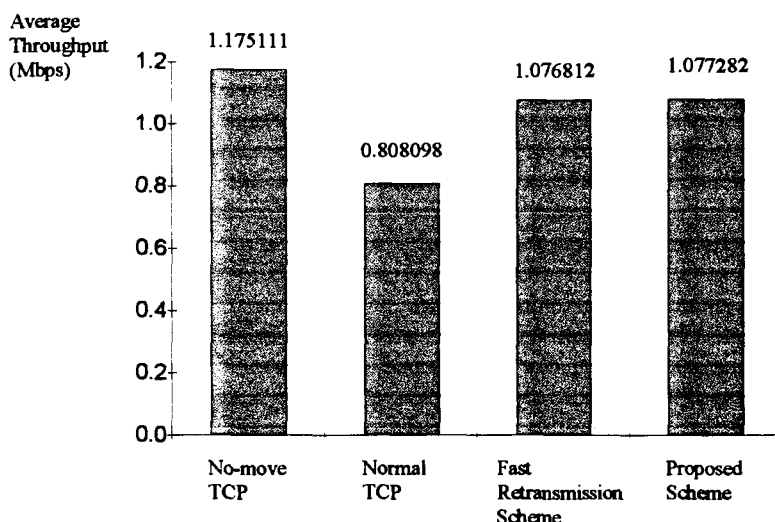 Average
Throughput
(Mbps)
1.175111
1.2
1.076812
1.077282
1.0
0.808098
0.8
0.6
0.4
0.2
0.0
No-move
TCP
Normal
TCP
Fast
Retransmission
Scheme
Proposed
Scheme